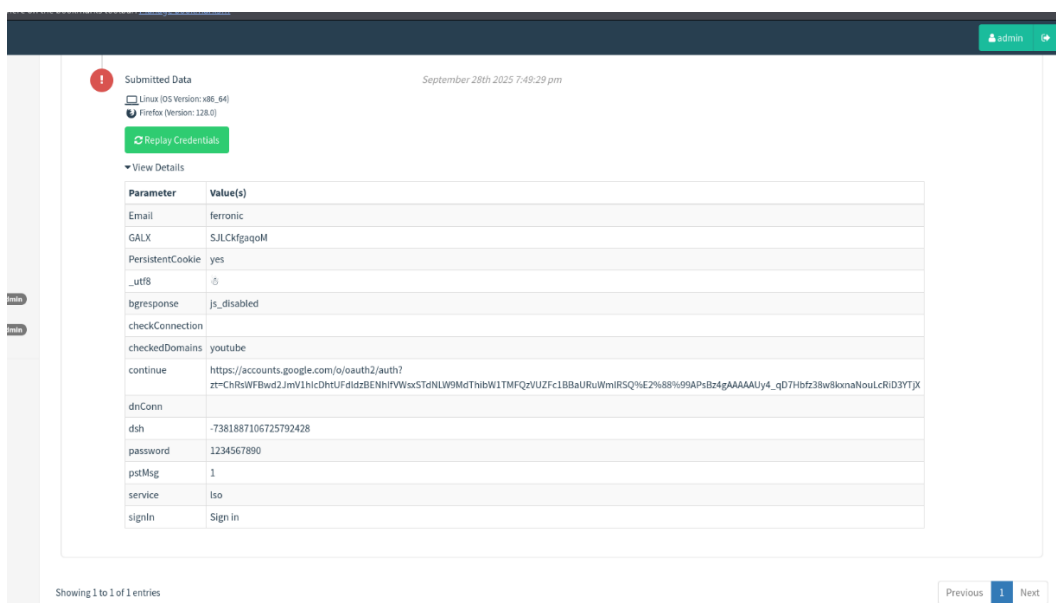 admin
Submitted Data September 28th 2025 7:49:29 pm
Linux (OS Version: x86_64)
Firefox (Version: 128.0)
Replay Credentials
View Details
Parameter Value(s)
Email ferronic
GALX SJLCkfgaqoM
PersistentCookie yes
_utf8 ☃
bgresponse js_disabled
checkConnection
checkedDomains youtube
continue https://accounts.google.com/o/oauth2/auth?
dnConn
dsh -7381887106725792428
password 1234567890
pstMsg 1
service lso
signIn Sign in
Showing 1 to 1 of 1 entries Previous 1 Next